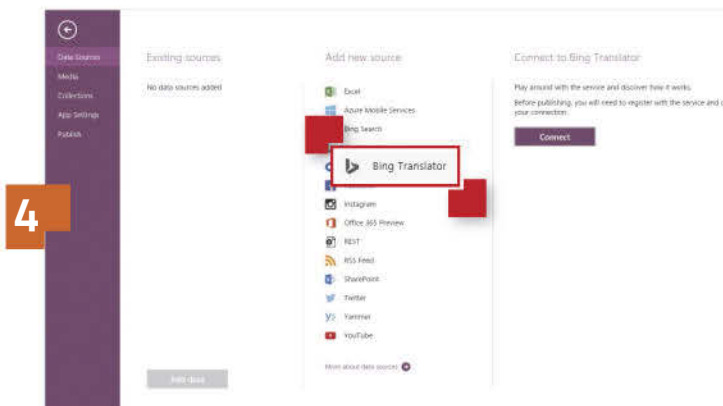 Data Sources
Media
Collections
App Settings
Publish
4
Existing sources
No data sources added
Add data
Add new source
Excel
Azure Mobile Services
Bing Search
Bing Translator
Instagram
Office 365 Preview
REST
RSS Feed
SharePoint
Twitter
Yammer
YouTube
More about data sources
Connect to Bing Translator
Play around with the service and discover how it works.
Before publishing, you will need to register with the service and
your connection.
Connect